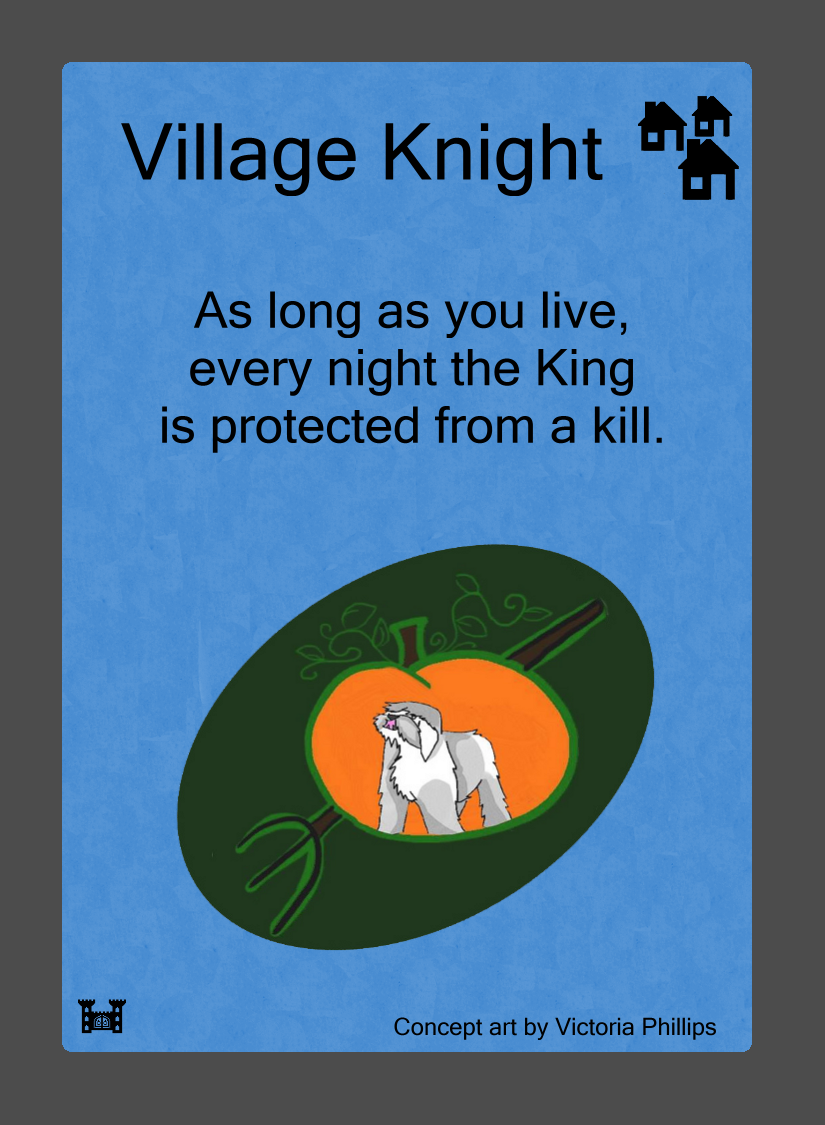 Village Knight
As long as you live,
every night the King
is protected from a kill.
Concept art by Victoria Phillips